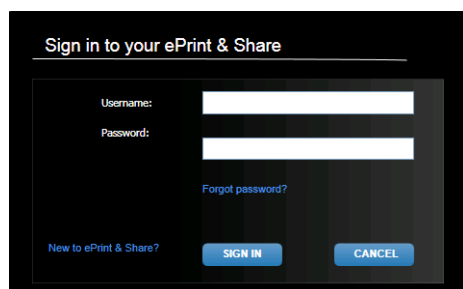 Sign in to your ePrint & Share
Username:
Password:
Forgot password?
New to ePrint & Share?
SIGN IN
CANCEL